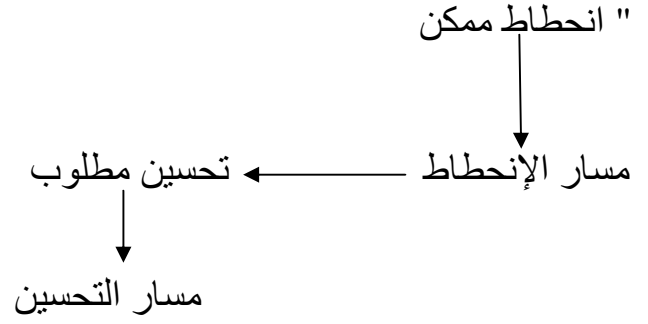 " انحطاط ممكن
مسار الإنحطاط
تحسين مطلوب
مسار التحسين